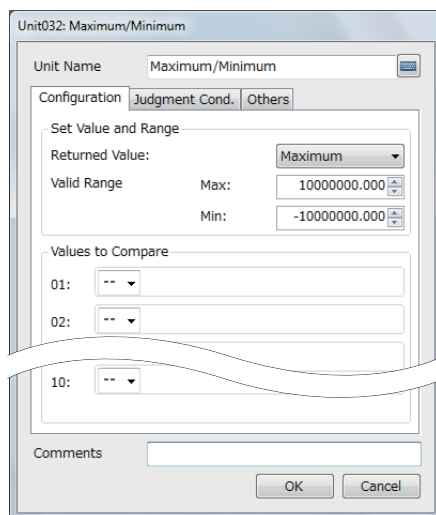 Unit032: Maximum/Minimum
Unit Name Maximum/Minimum
Configuration Judgment Cond. Others
Set Value and Range
Returned Value: Maximum
Valid Range Max: 10000000.000
Min: -10000000.000
Values to Compare
01: --
02: --
10: --
Comments
OK Cancel